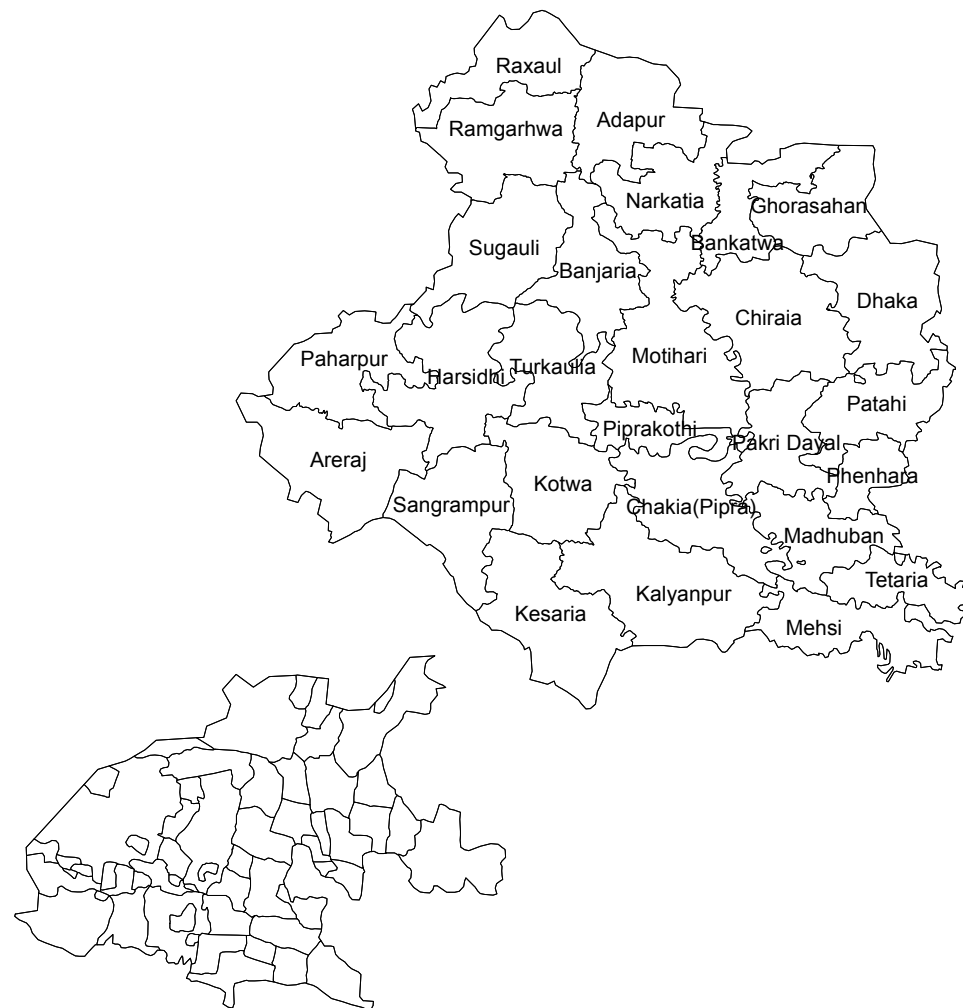 Raxaul
Adapur
Ramgarhwa
Narkatia
Ghorasahan
Sugauli
Bankatwa
Banjaria
Dhaka
Chiraia
Paharpur
Motihari
Turkaulia
Harsidhi
Patahi
Piprakothi
Pakri Dayal
Areraj
Phenhara
Kotwa
Sangrampur
Chakia(Pipra)
Madhuban
Tetaria
Kalyanpur
Kesaria
Mehsi